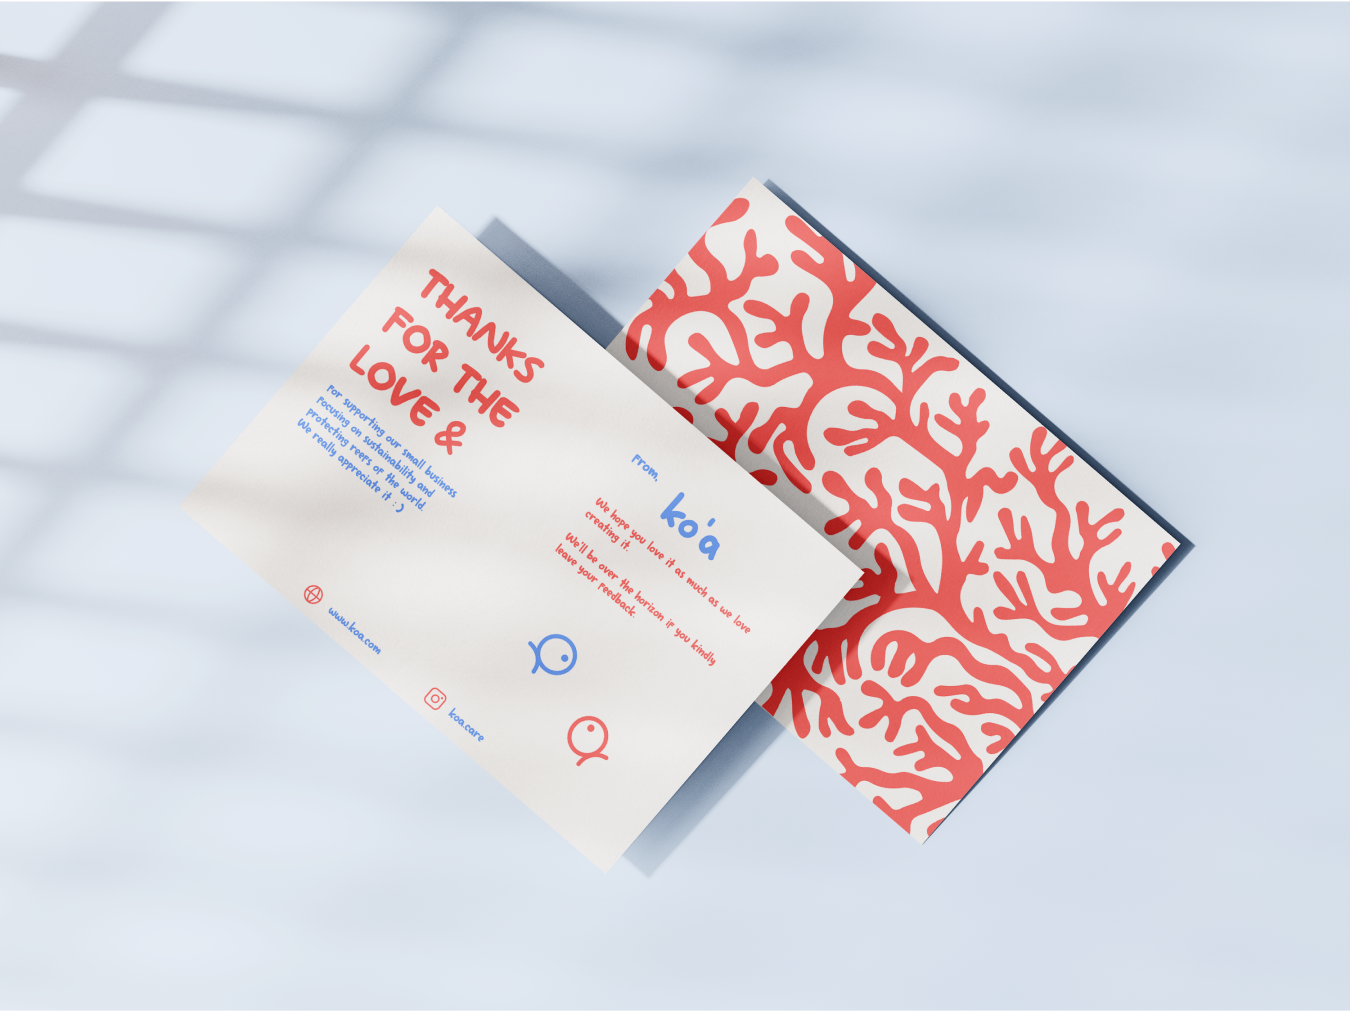 THANKS
FOR THE
LOVE &
For supporting our small business
focusing on sustainability and
protecting reefs of the world.
We really appreciate it :)
www.koa.com
koa.care
From,
ko'a
We hope you love it as much as we love
creating it.
We'll be over the horizon if you kindly
leave your feedback.